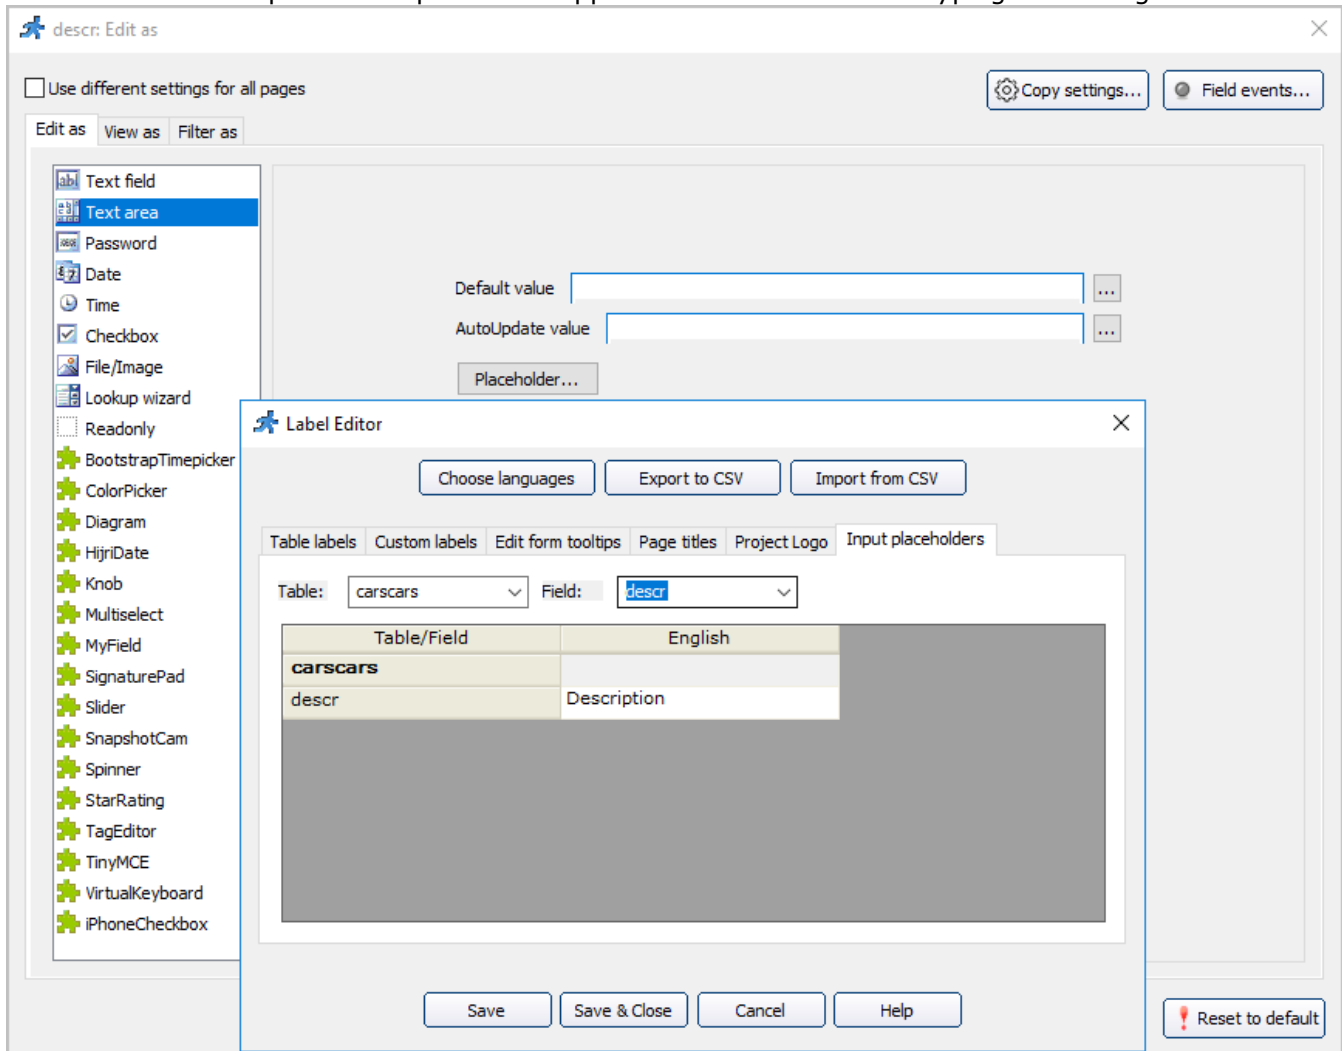 descr: Edit as
Use different settings for all pages
Copy settings...
Field events...
Edit as View as Filter as
Text field
Text area
Password
Date
Time
Checkbox
File/Image
Lookup wizard
Readonly
BootstrapTimepicker
ColorPicker
Diagram
HijriDate
Knob
Multiselect
MyField
SignaturePad
Slider
SnapshotCam
Spinner
StarRating
TagEditor
TinyMCE
VirtualKeyboard
iPhoneCheckbox
Default value
...
AutoUpdate value
...
Placeholder...
Label Editor
Choose languages
Export to CSV
Import from CSV
Table labels Custom labels Edit form tooltips Page titles Project Logo Input placeholders
Table: carscars Field: descr
Table/Field English
carscars
descr Description
Save Save & Close Cancel Help
Reset to default